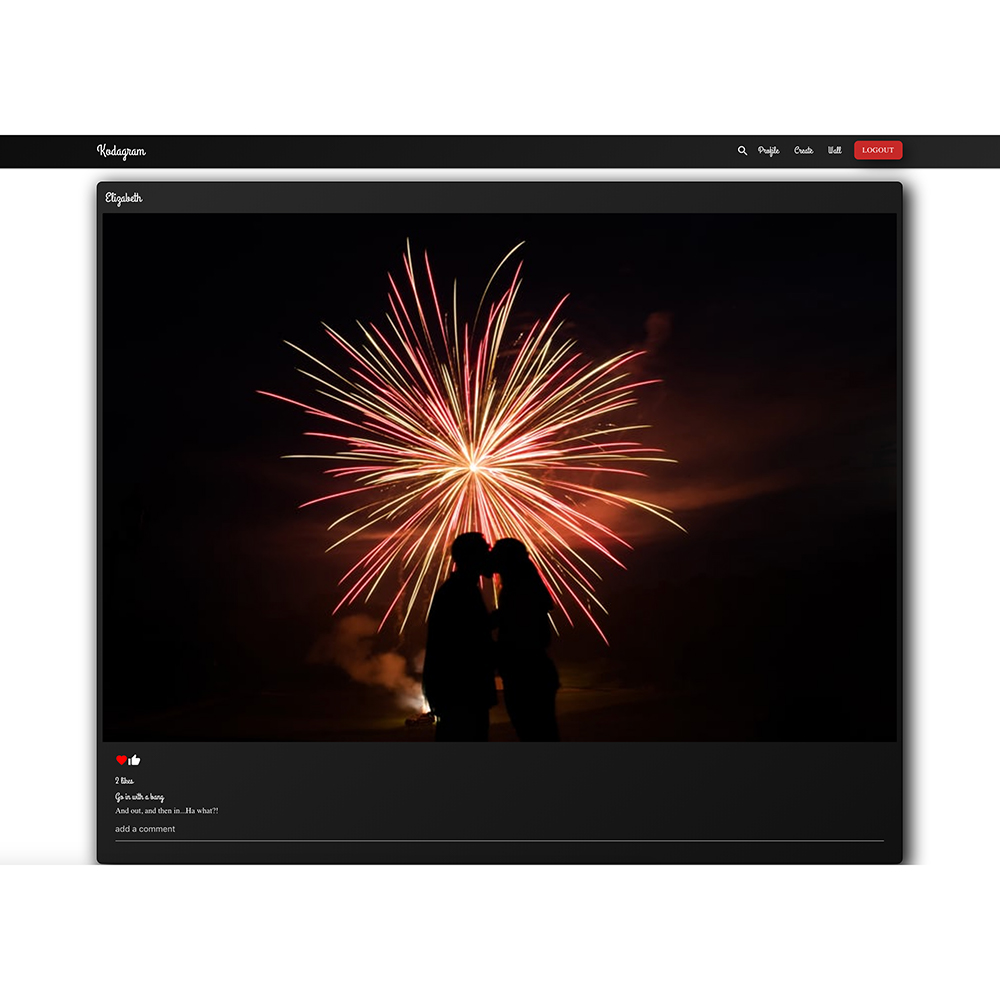 Kodagram
Profile Create Wall LOGOUT
Elizabeth
2 likes
Go in with a bang
And out, and then in...Ha what?!
add a comment